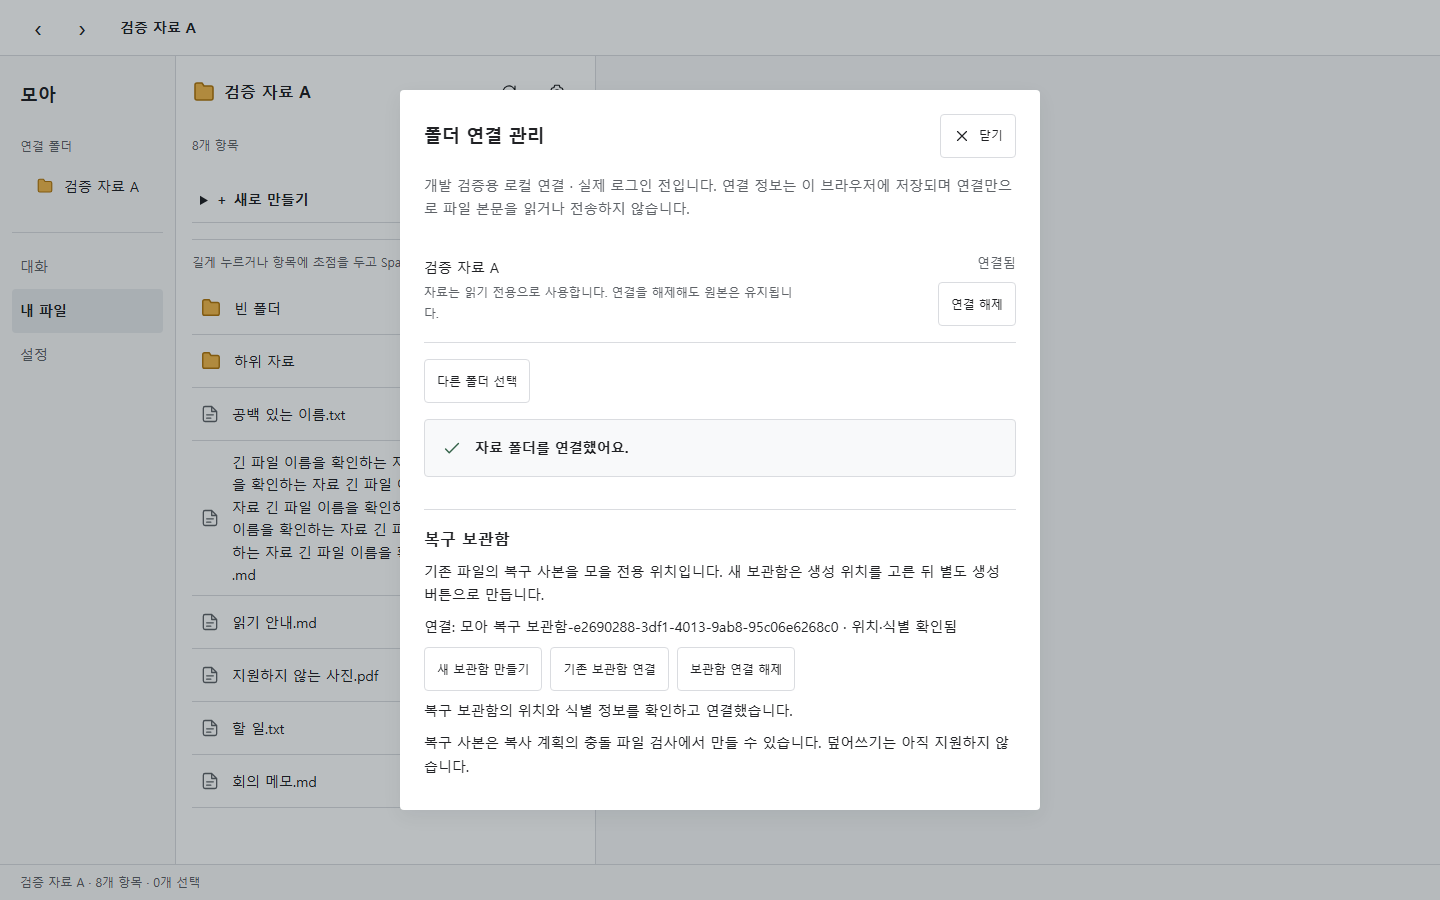 검증 자료 A
모아
연결 폴더
검증 자료 A
대화
내 파일
설정
검증 자료 A
8개 항목
+ 새로 만들기
길게 누르거나 항목에 초점을 두고 Spa
빈 폴더
하위 자료
공백 있는 이름.txt
긴 파일 이름을 확인하는
을 확인하는 자료 긴 파일
자료 긴 파일 이름을 확인
이름을 확인하는 자료 긴
하는 자료 긴 파일 이름을
.md
읽기 안내.md
지원하지 않는 사진.pdf
할 일.txt
회의 메모.md
폴더 연결 관리
닫기
개발 검증용 로컬 연결 · 실제 로그인 전입니다. 연결 정보는 이 브라우저에 저장되며 연결만으
로 파일 본문을 읽거나 전송하지 않습니다.
검증 자료 A
연결됨
자료는 읽기 전용으로 사용합니다. 연결을 해제해도 원본은 유지됩니
다.
연결 해제
다른 폴더 선택
자료 폴더를 연결했어요.
복구 보관함
기존 파일의 복구 사본을 모을 전용 위치입니다. 새 보관함은 생성 위치를 고른 뒤 별도 생성
버튼으로 만듭니다.
연결: 모아 복구 보관함-e2690288-3df1-4013-9ab8-95c06e6268c0 · 위치·식별 확인됨
새 보관함 만들기
기존 보관함 연결
보관함 연결 해제
복구 보관함의 위치와 식별 정보를 확인하고 연결했습니다.
복구 사본은 복사 계획의 충돌 파일 검사에서 만들 수 있습니다. 덮어쓰기는 아직 지원하지 않
습니다.
검증 자료 A · 8개 항목 · 0개 선택